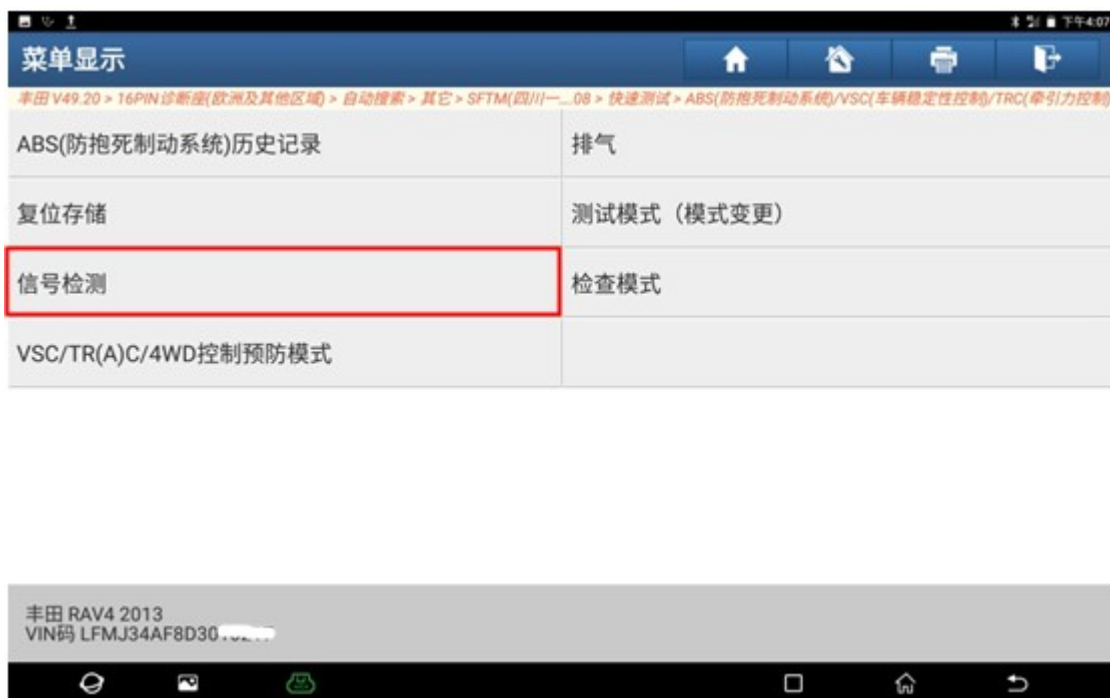 下午4:07
菜单显示
丰田 V49.20 > 16PIN诊断座(欧洲及其他区域) > 自动搜索 > 其它 > SFTM(四川一...08 > 快速测试 > ABS(防抱死制动系统)/VSC(车辆稳定性控制)/TRC(牵引力控制)
ABS(防抱死制动系统)历史记录
排气
复位存储
测试模式（模式变更）
信号检测
检查模式
VSC/TR(A)C/4WD控制预防模式
丰田 RAV4 2013
VIN码 LFMJ34AF8D30